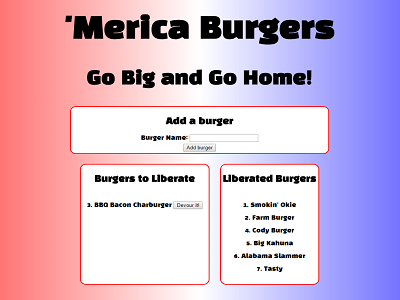 'Merica Burgers
Go Big and Go Home!
Add a burger
Burger Name:
Add burger
Burgers to Liberate
3. BBQ Bacon Charburger Devour it!
Liberated Burgers
1. Smokin' Okie
2. Farm Burger
4. Cody Burger
5. Big Kahuna
6. Alabama Slammer
7. Tasty